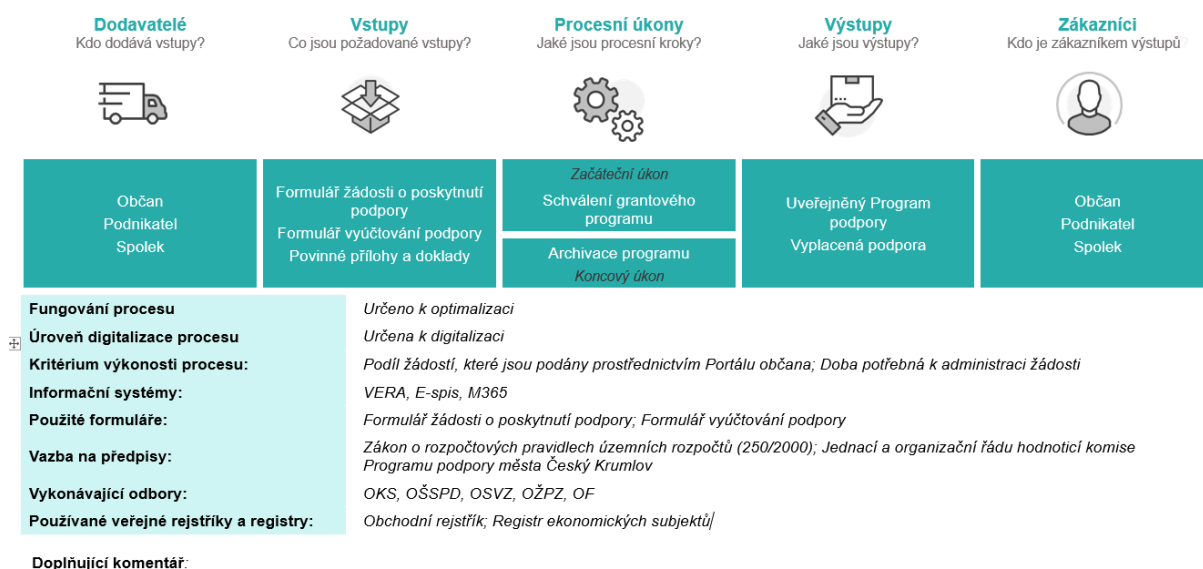 Dodavatelé
Kdo dodává vstupy?
Vstupy
Co jsou požadované vstupy?
Procesní úkony
Jaké jsou procesní kroky?
Výstupy
Jaké jsou výstupy?
Zákazníci
Kdo je zákazníkem výstupů?
Občan
Podnikatel
Spolek
Formulář žádosti o poskytnutí
podpory
Formulář vyúčtování podpory
Povinné přílohy a doklady
Začáteční úkon
Schválení grantového
programu
Archivace programu
Koncový úkon
Uveřejněný Program
podpory
Vyplacená podpora
Občan
Podnikatel
Spolek
Fungování procesu
Určeno k optimalizaci
Úroveň digitalizace procesu
Určena k digitalizaci
Kritérium výkonosti procesu:
Podíl žádostí, které jsou podány prostřednictvím Portálu občana; Doba potřebná k administraci žádosti
Informační systémy:
VERA, E-spis, M365
Použité formuláře:
Formulář žádosti o poskytnutí podpory; Formulář vyúčtování podpory
Vazba na předpisy:
Zákon o rozpočtových pravidlech územních rozpočtů (250/2000); Jednací a organizační řádu hodnoticí komise
Programu podpory města Český Krumlov
Vykonávající odbory:
OKS, OŠSPD, OSVZ, OŽPZ, OF
Používané veřejné rejstříky a registry:
Obchodní rejstřík; Registr ekonomických subjektů
Doplňující komentář: